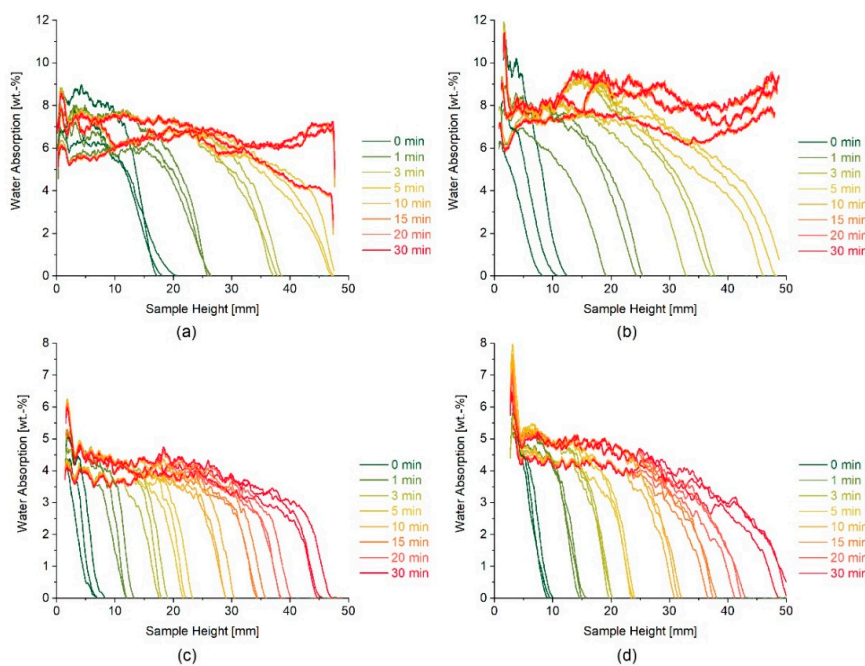 12
10
8
6
4
2
0
Water Absorption [wt.-%]
0 min
1 min
3 min
5 min
10 min
15 min
20 min
30 min
0 10 20 30 40 50
Sample Height [mm]
(a)
12
10
8
6
4
2
0
Water Absorption [wt.-%]
0 min
1 min
3 min
5 min
10 min
15 min
20 min
30 min
0 10 20 30 40 50
Sample Height [mm]
(b)
8
7
6
5
4
3
2
1
0
Water Absorption [wt.-%]
0 min
1 min
3 min
5 min
10 min
15 min
20 min
30 min
0 10 20 30 40 50
Sample Height [mm]
(c)
8
7
6
5
4
3
2
1
0
Water Absorption [wt.-%]
0 min
1 min
3 min
5 min
10 min
15 min
20 min
30 min
0 10 20 30 40 50
Sample Height [mm]
(d)